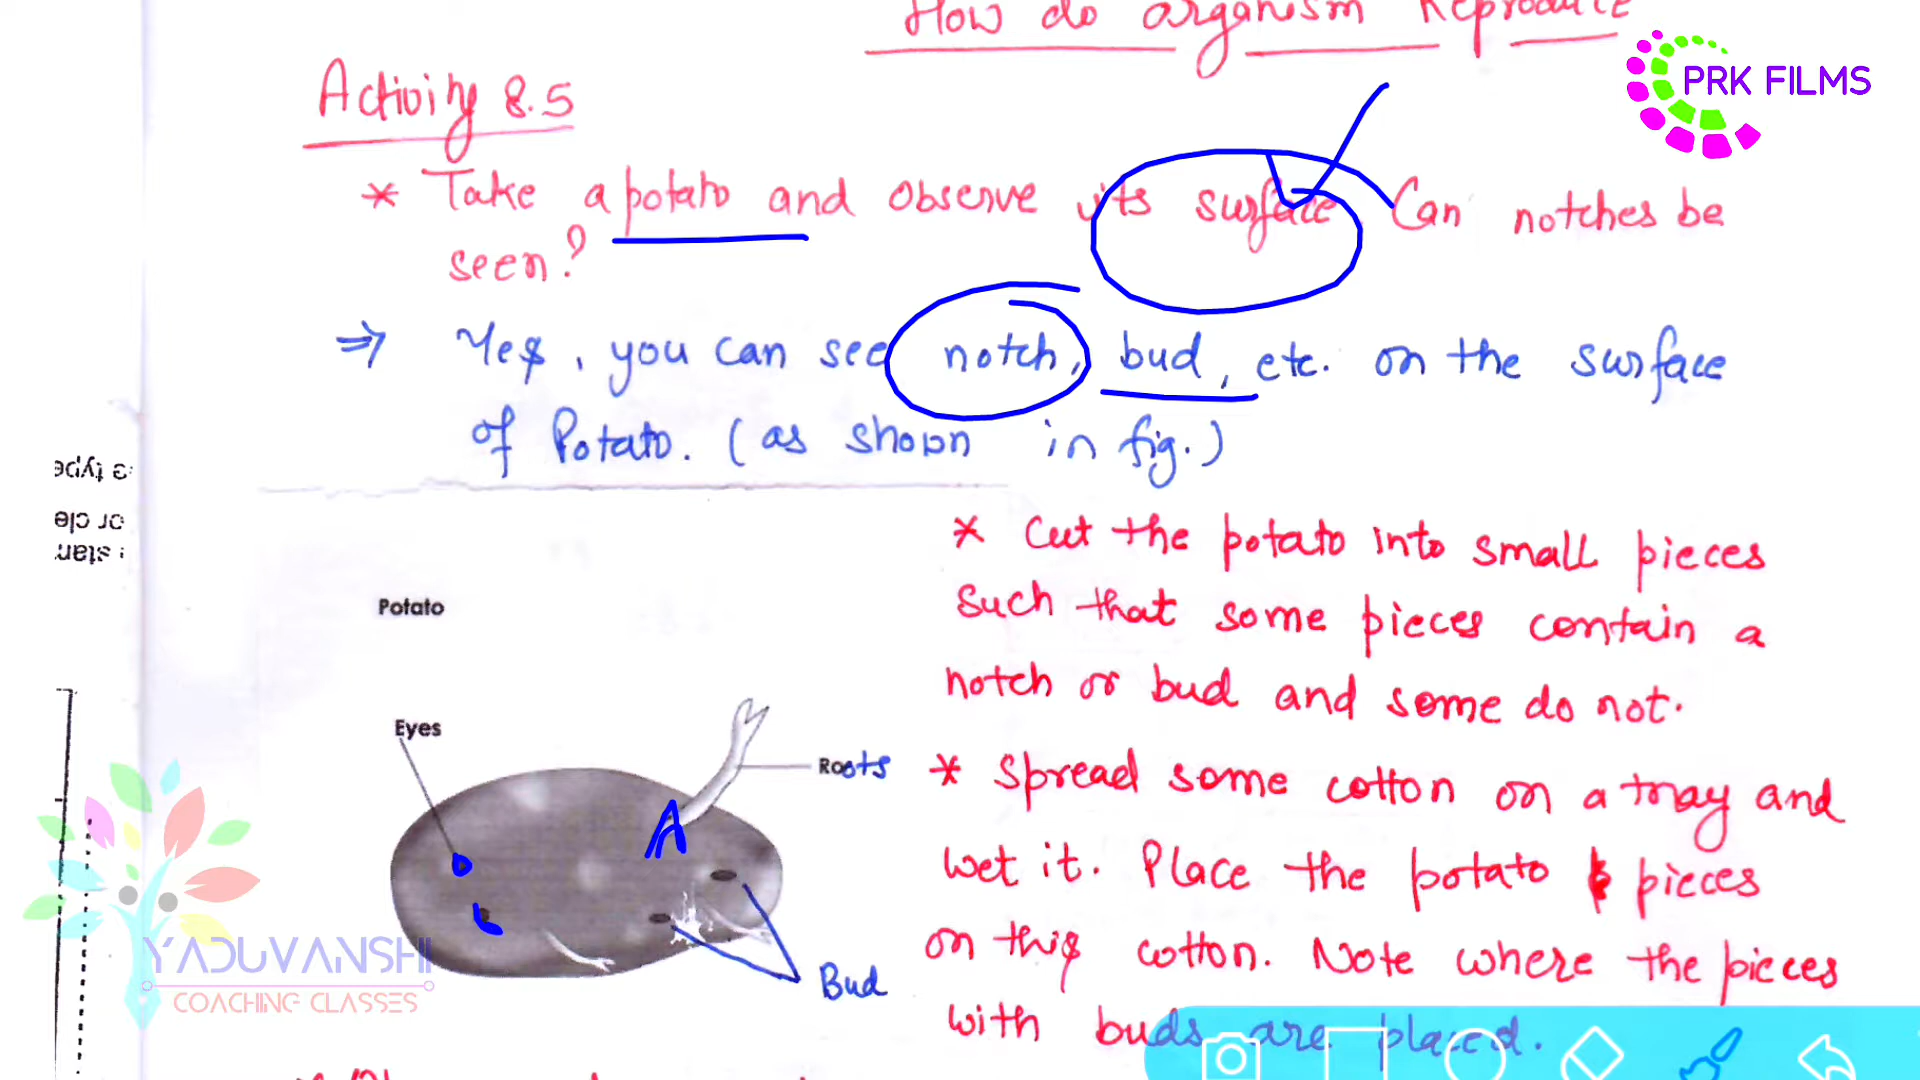 How do organism Reproduce
PRK FILMS
Activity 8.5
* Take a potato and observe its surface. Can notches be
seen?
⇒ Yes, you can see notch, bud, etc. on the surface
of Potato. (as shown in fig.)
Potato
Eyes
Roots
Bud
* Cut the potato into small pieces
such that some pieces contain a
notch or bud and some do not.
* Spread some cotton on a tray and
wet it. Place the potato pieces
on this cotton. Note where the pieces
with buds are placed.
YADUVANSHI
COACHING CLASSES